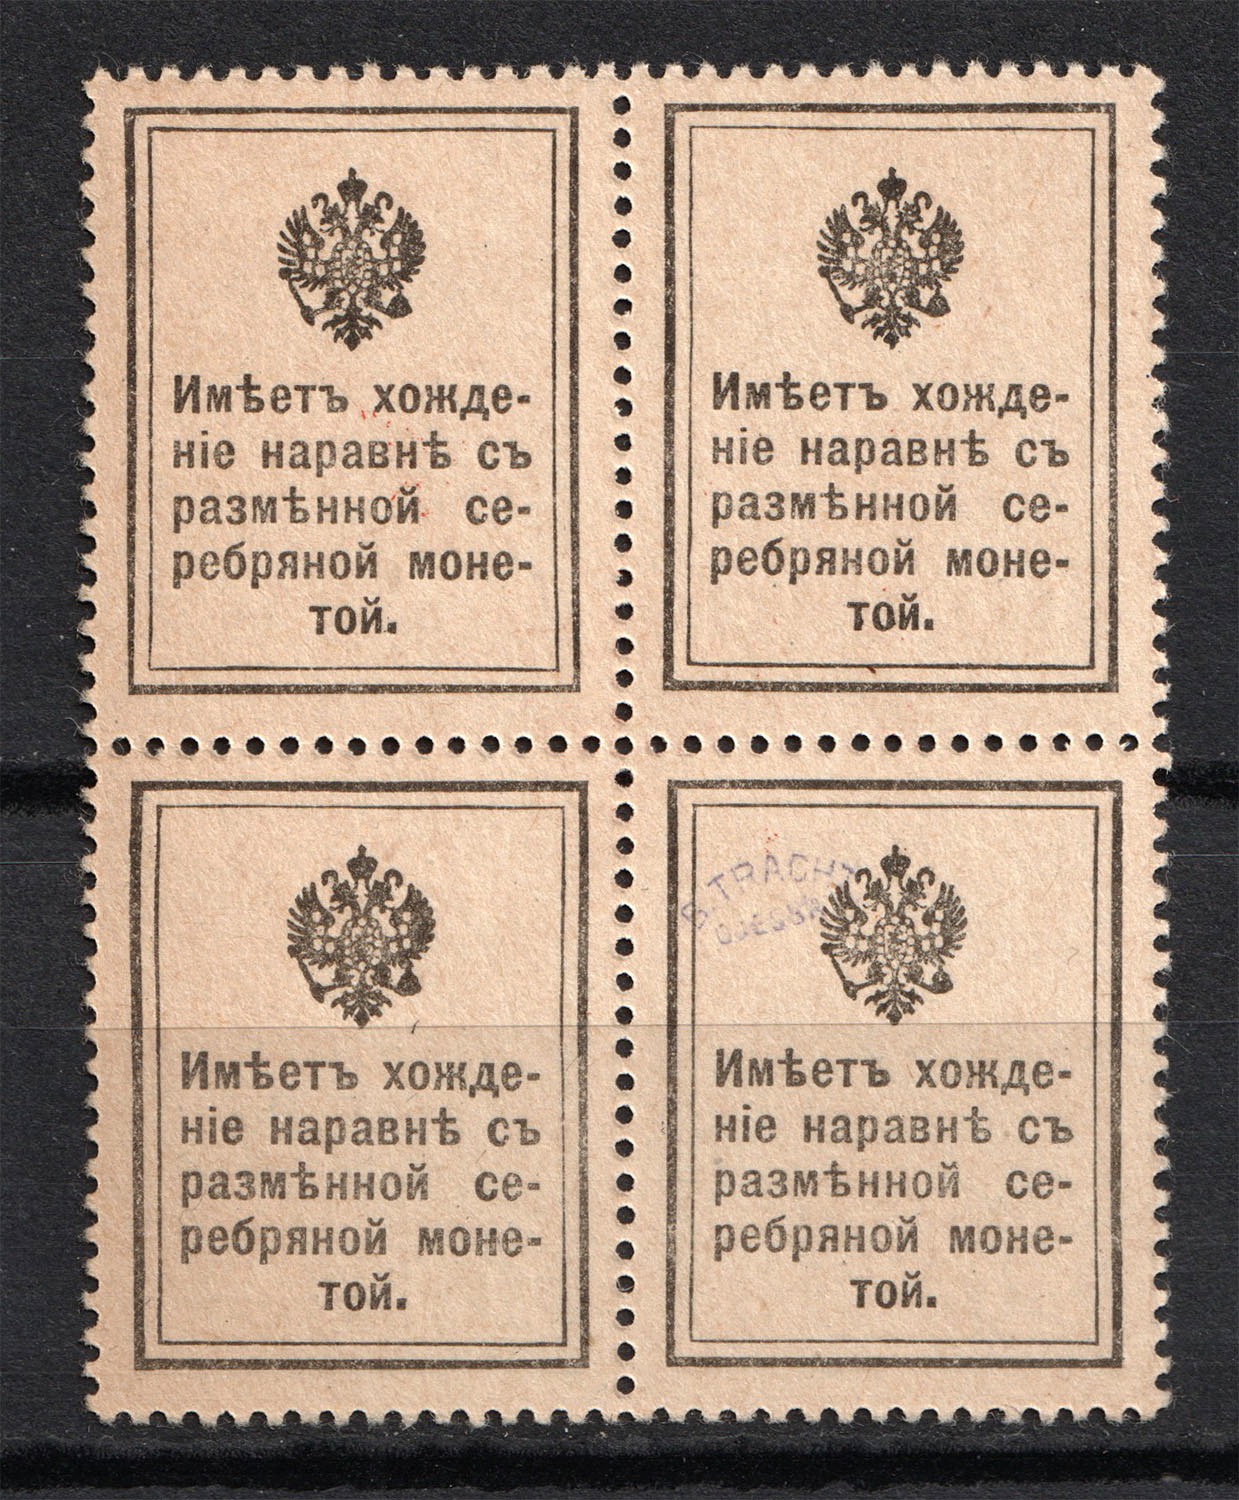 Имѣетъ хожде-
ніе наравнѣ съ
размѣнной се-
ребряной моне-
той.
Имѣетъ хожде-
ніе наравнѣ съ
размѣнной се-
ребряной моне-
той.
Имѣетъ хожде-
ніе наравнѣ съ
размѣнной се-
ребряной моне-
той.
S. TRACHT
ODESSA
Имѣетъ хожде-
ніе наравнѣ съ
размѣнной се-
ребряной моне-
той.